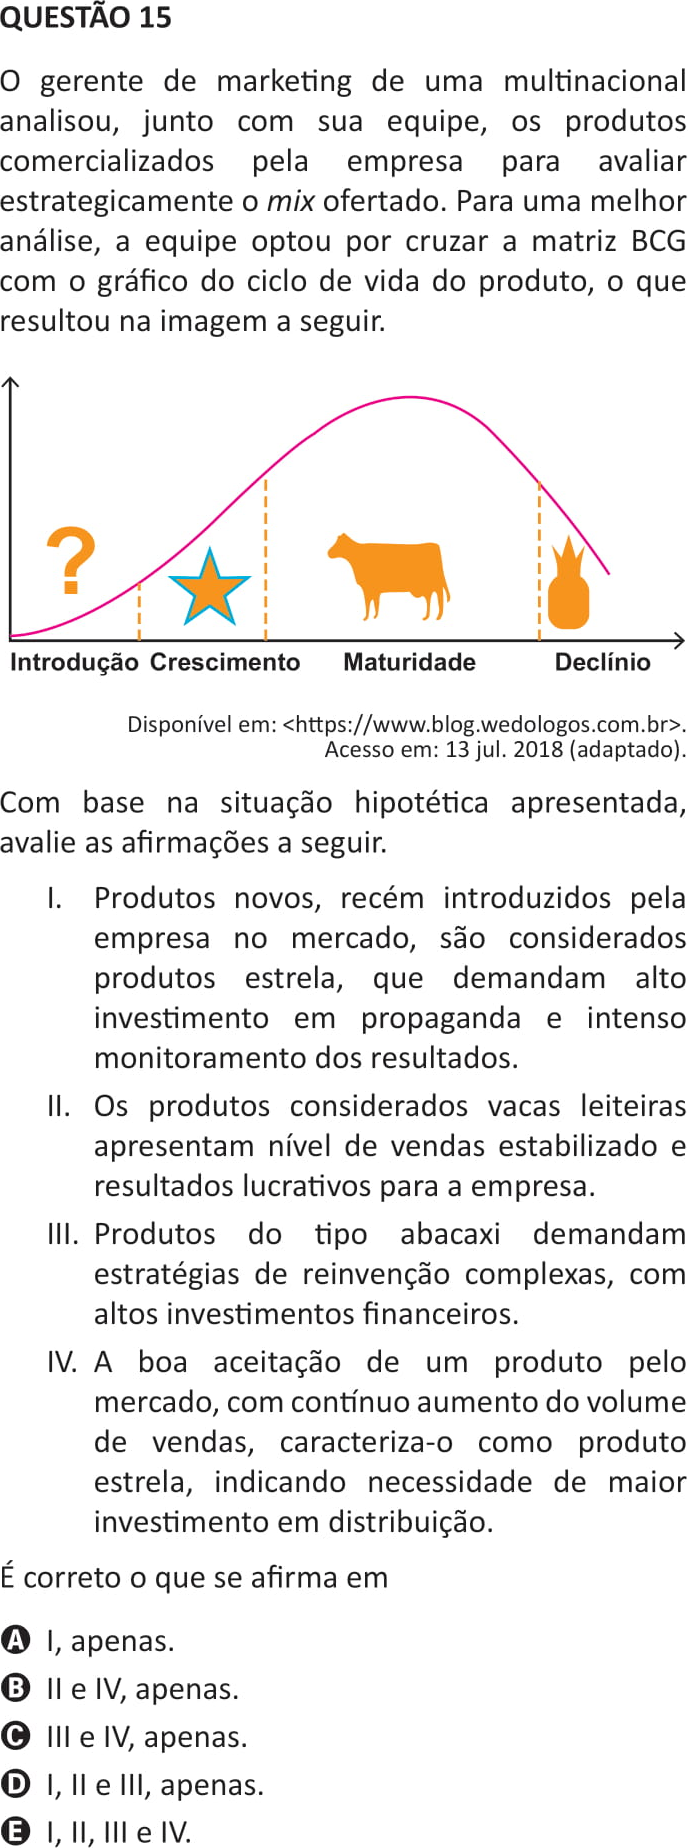 QUESTÃO 15
O gerente de marketing de uma multinacional
analisou, junto com sua equipe, os produtos
comercializados pela empresa para avaliar
estrategicamente o mix ofertado. Para uma melhor
análise, a equipe optou por cruzar a matriz BCG
com o gráfico do ciclo de vida do produto, o que
resultou na imagem a seguir.
?
Introdução Crescimento Maturidade Declínio
Disponível em: <https://www.blog.wedologos.com.br>.
Acesso em: 13 jul. 2018 (adaptado).
Com base na situação hipotética apresentada,
avalie as afirmações a seguir.
I. Produtos novos, recém introduzidos pela
empresa no mercado, são considerados
produtos estrela, que demandam alto
investimento em propaganda e intenso
monitoramento dos resultados.
II. Os produtos considerados vacas leiteiras
apresentam nível de vendas estabilizado e
resultados lucrativos para a empresa.
III. Produtos do tipo abacaxi demandam
estratégias de reinvenção complexas, com
altos investimentos financeiros.
IV. A boa aceitação de um produto pelo
mercado, com contínuo aumento do volume
de vendas, caracteriza-o como produto
estrela, indicando necessidade de maior
investimento em distribuição.
É correto o que se afirma em
A I, apenas.
B II e IV, apenas.
C III e IV, apenas.
D I, II e III, apenas.
E I, II, III e IV.